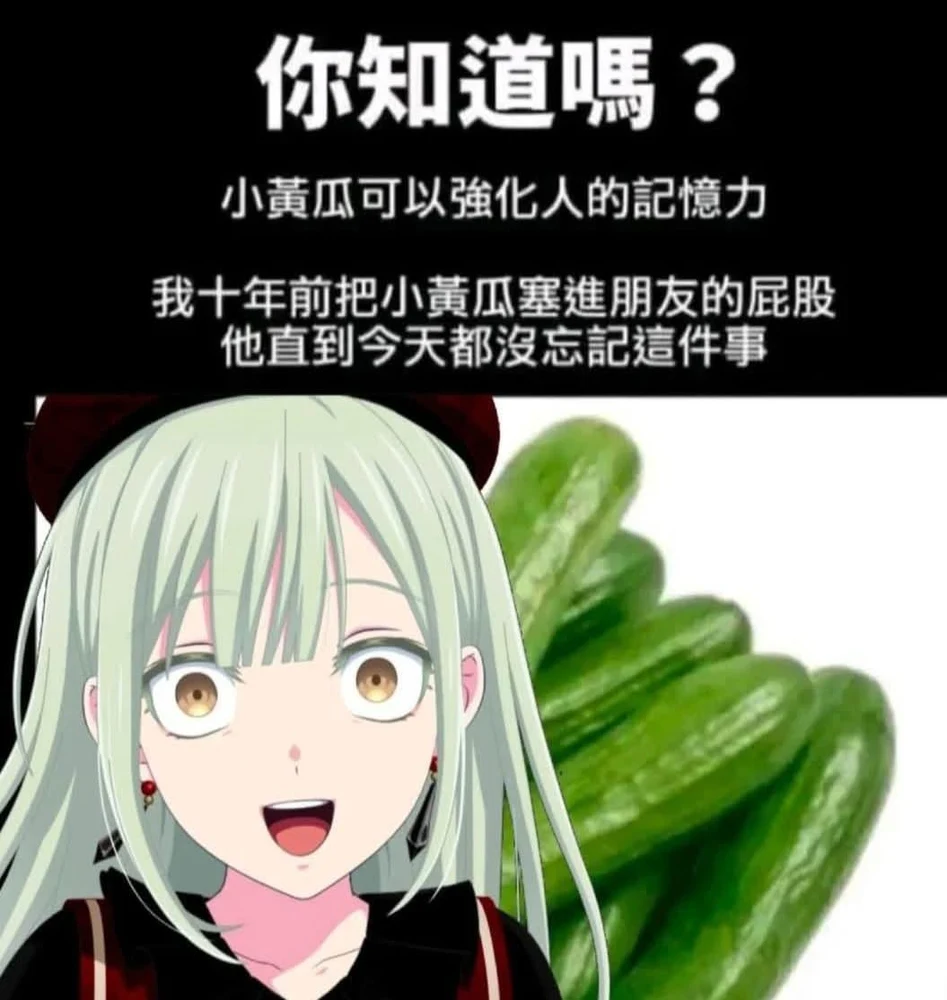 你知道嗎？
小黃瓜可以強化人的記憶力
我十年前把小黃瓜塞進朋友的屁股
他直到今天都沒忘記這件事